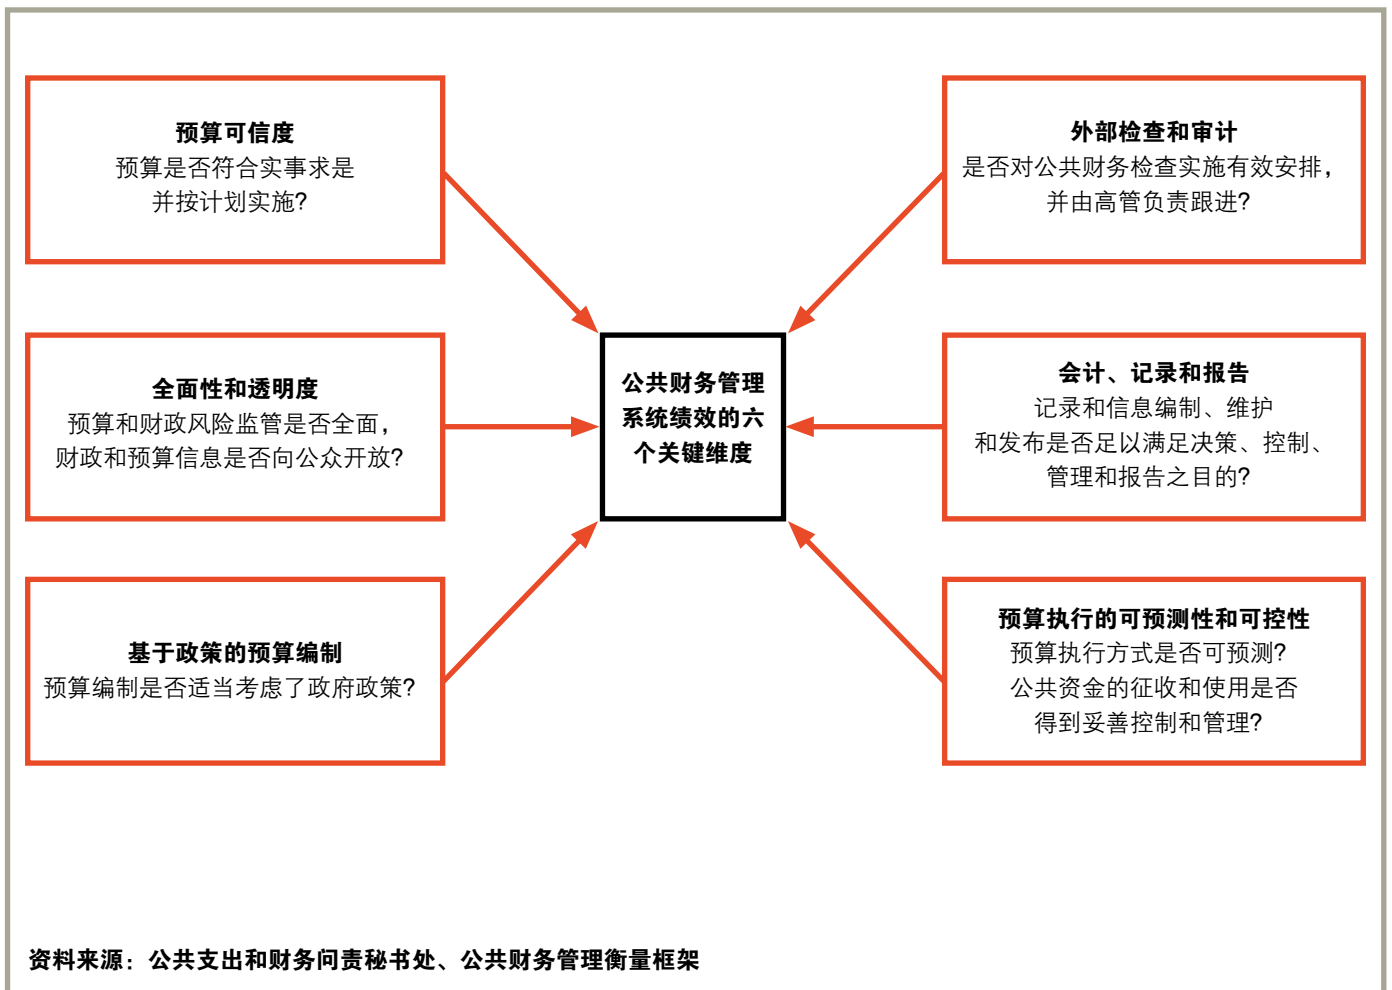 预算可信度
预算是否符合实事求是
并按计划实施?
全面性和透明度
预算和财政风险监管是否全面，
财政和预算信息是否向公众开放?
基于政策的预算编制
预算编制是否适当考虑了政府政策?
公共财务管理
系统绩效的六
个关键维度
外部检查和审计
是否对公共财务检查实施有效安排，
并由高管负责跟进?
会计、记录和报告
记录和信息编制、维护
和发布是否足以满足决策、控制、
管理和报告之目的?
预算执行的可预测性和可控性
预算执行方式是否可预测?
公共资金的征收和使用是否
得到妥善控制和管理?
资料来源：公共支出和财务问责秘书处、公共财务管理衡量框架